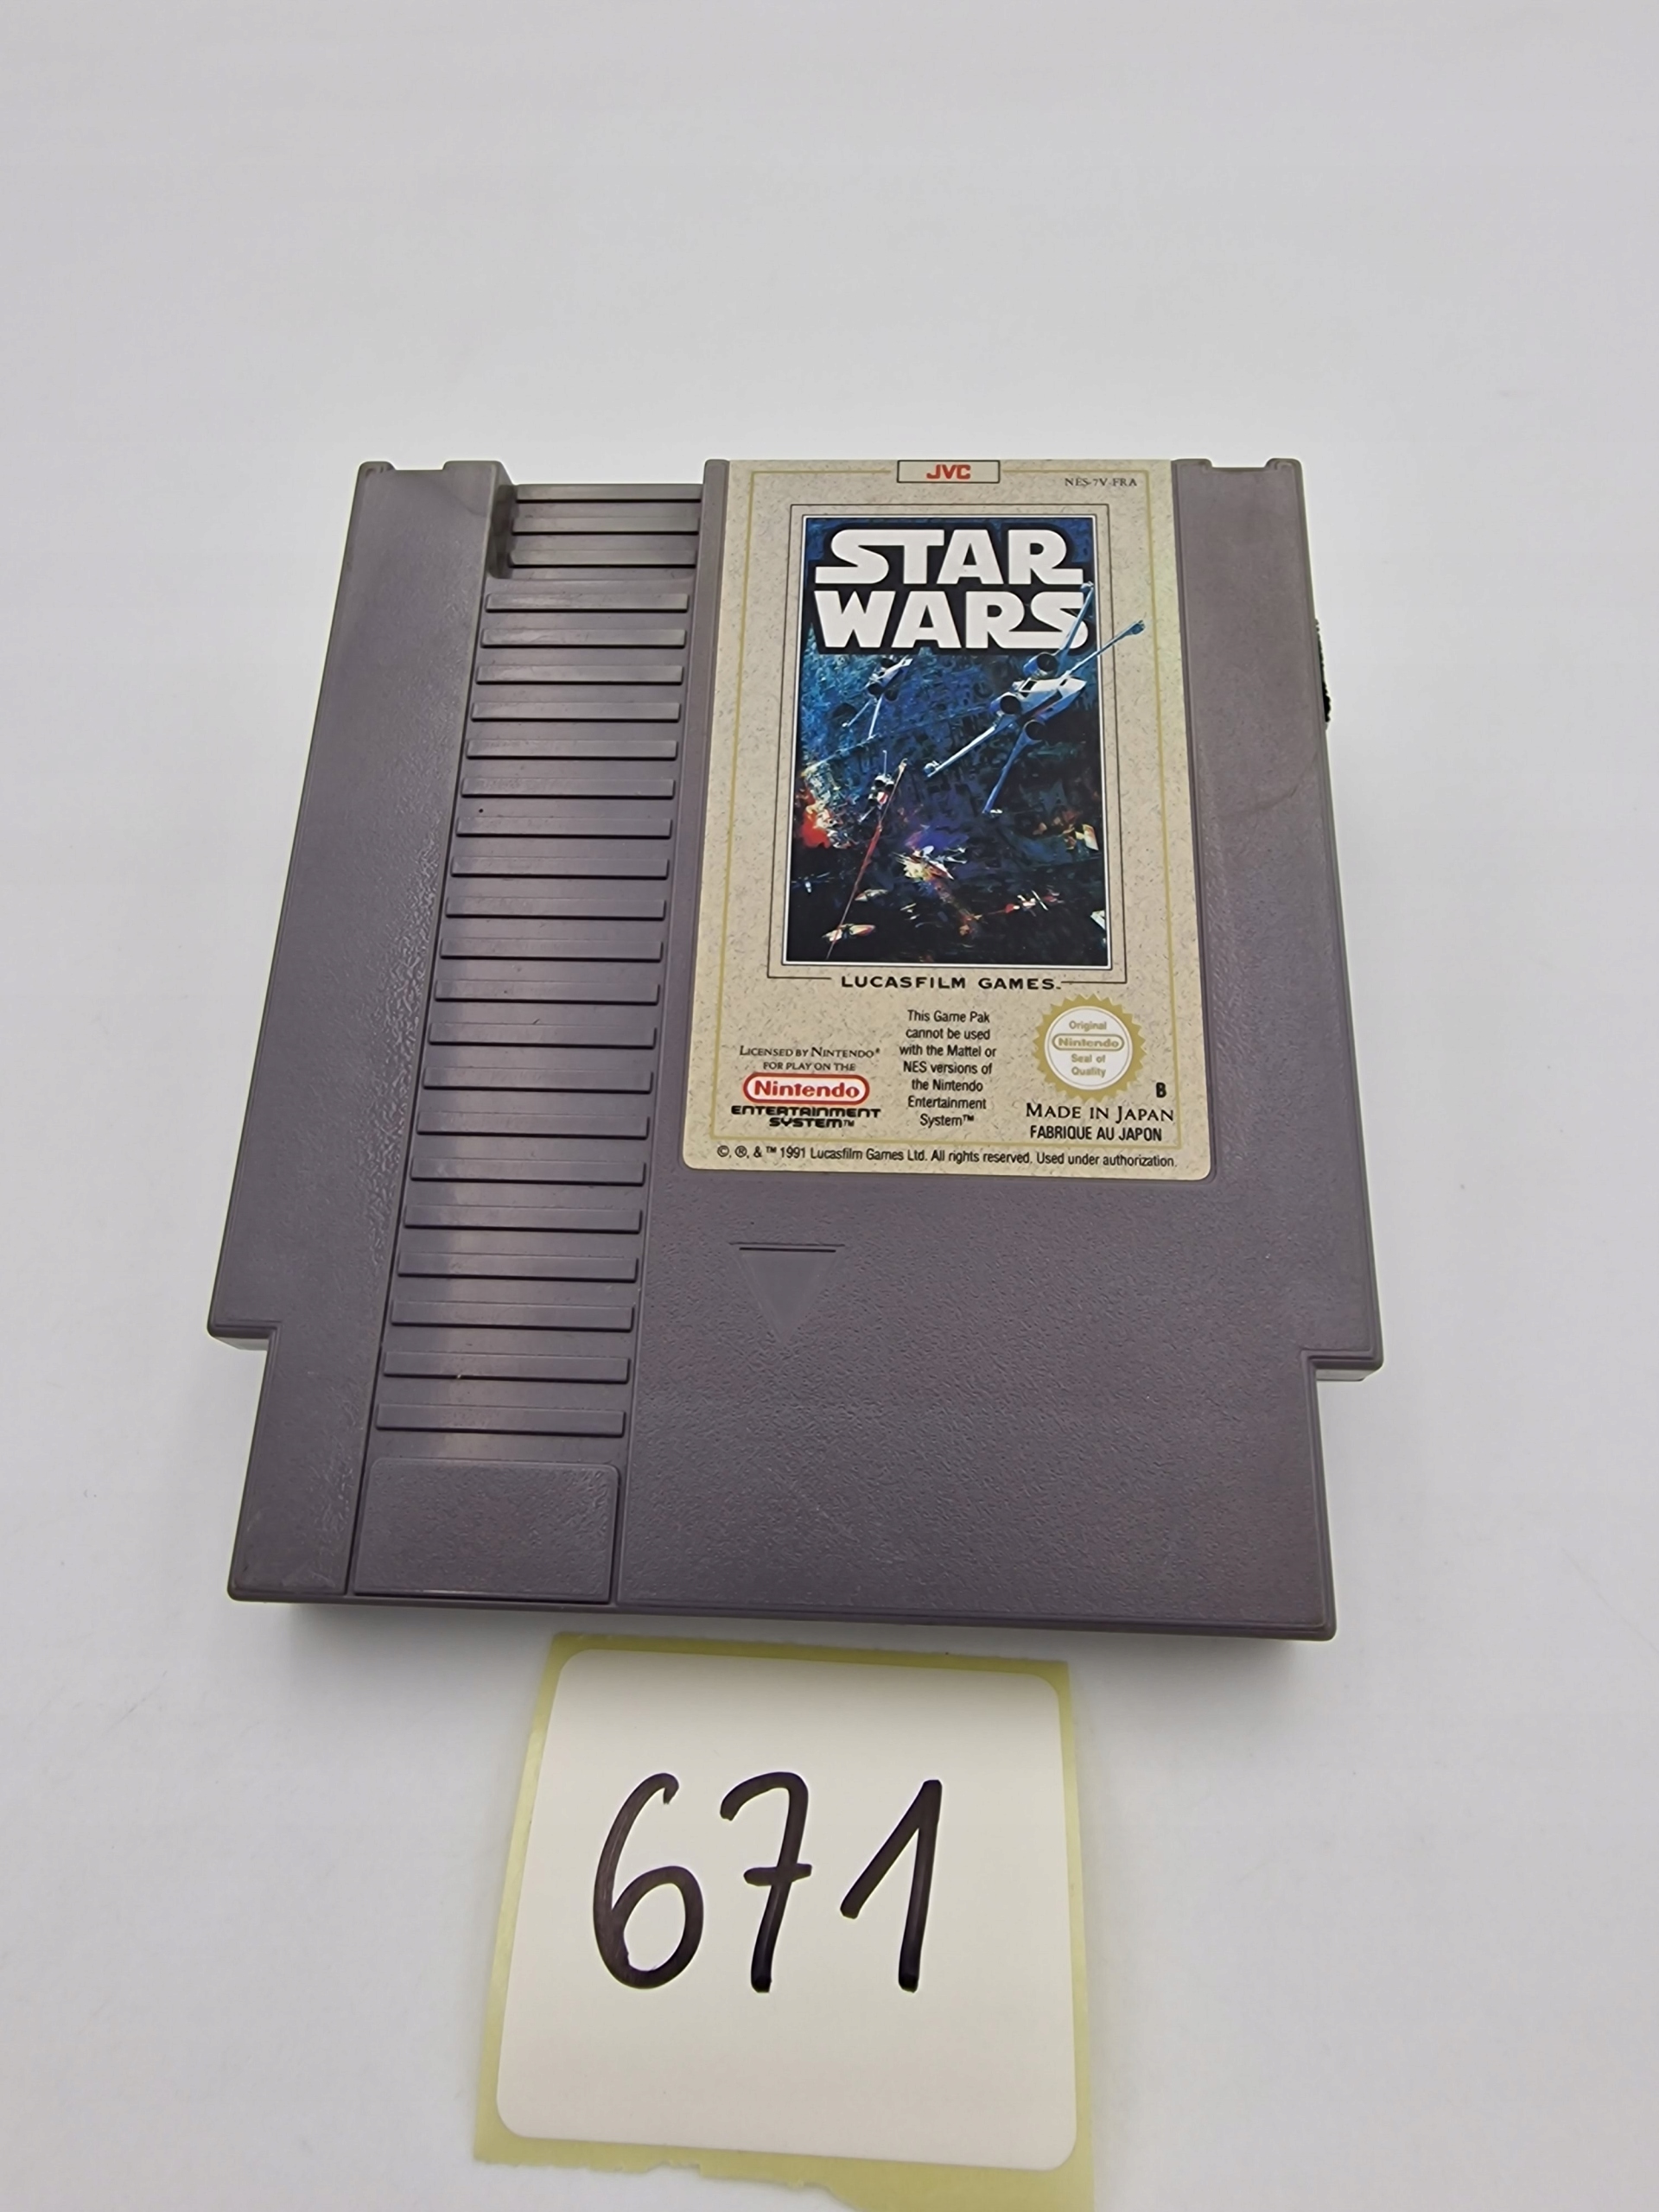 JVC
NES-7V-FRA
STAR
WARS
LUCASFILM GAMES™
LICENSED BY NINTENDO®
FOR PLAY ON THE
Nintendo
ENTERTAINMENT
SYSTEM™
This Game Pak
cannot be used
with the Mattel or
NES versions of
the Nintendo
Entertainment
System™
Original
Nintendo
Seal of
Quality
B
MADE IN JAPAN
FABRIQUE AU JAPON
©, ®, & ™ 1991 Lucasfilm Games Ltd. All rights reserved. Used under authorization.
671